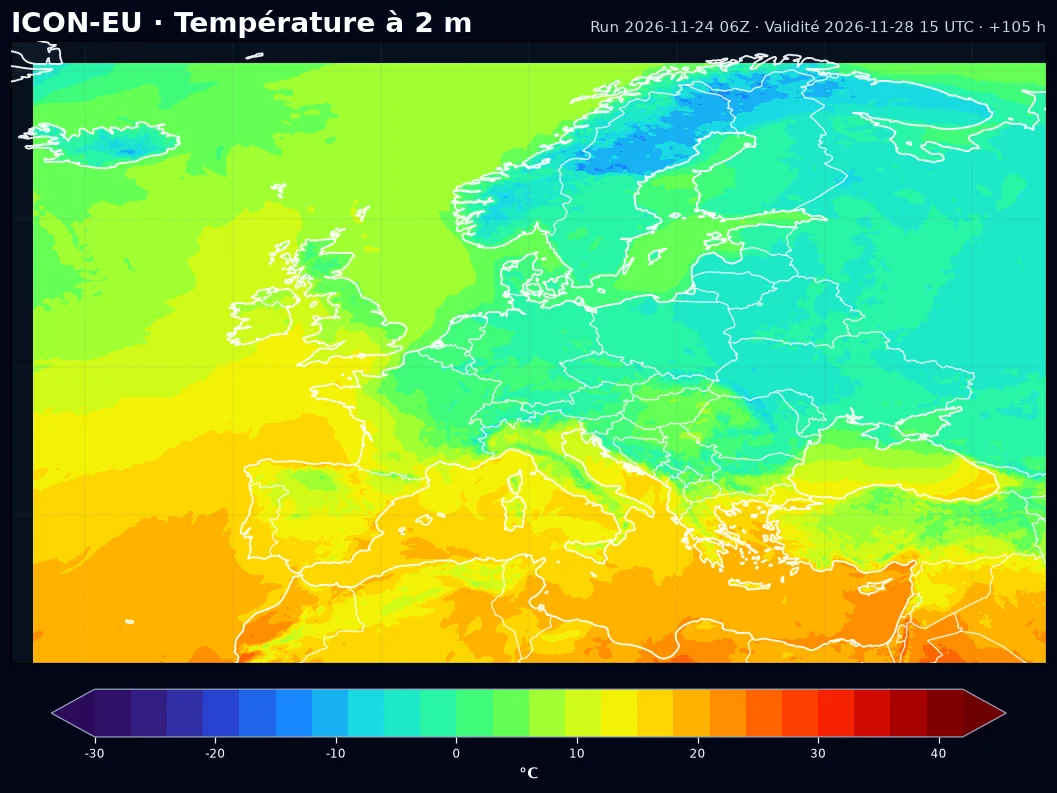 ICON-EU · Température à 2 m
Run 2026-11-24 06Z · Validité 2026-11-28 15 UTC · +105 h
-30 -20 -10 0 10 20 30 40
°C